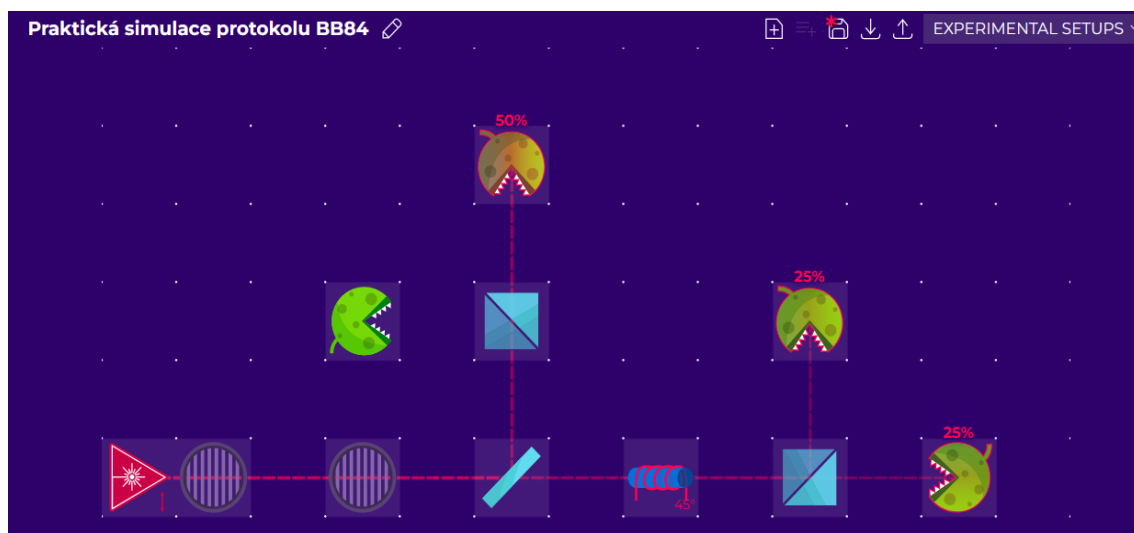 Praktická simulace protokolu BB84
EXPERIMENTAL SETUPS
50%
25%
25%
45°